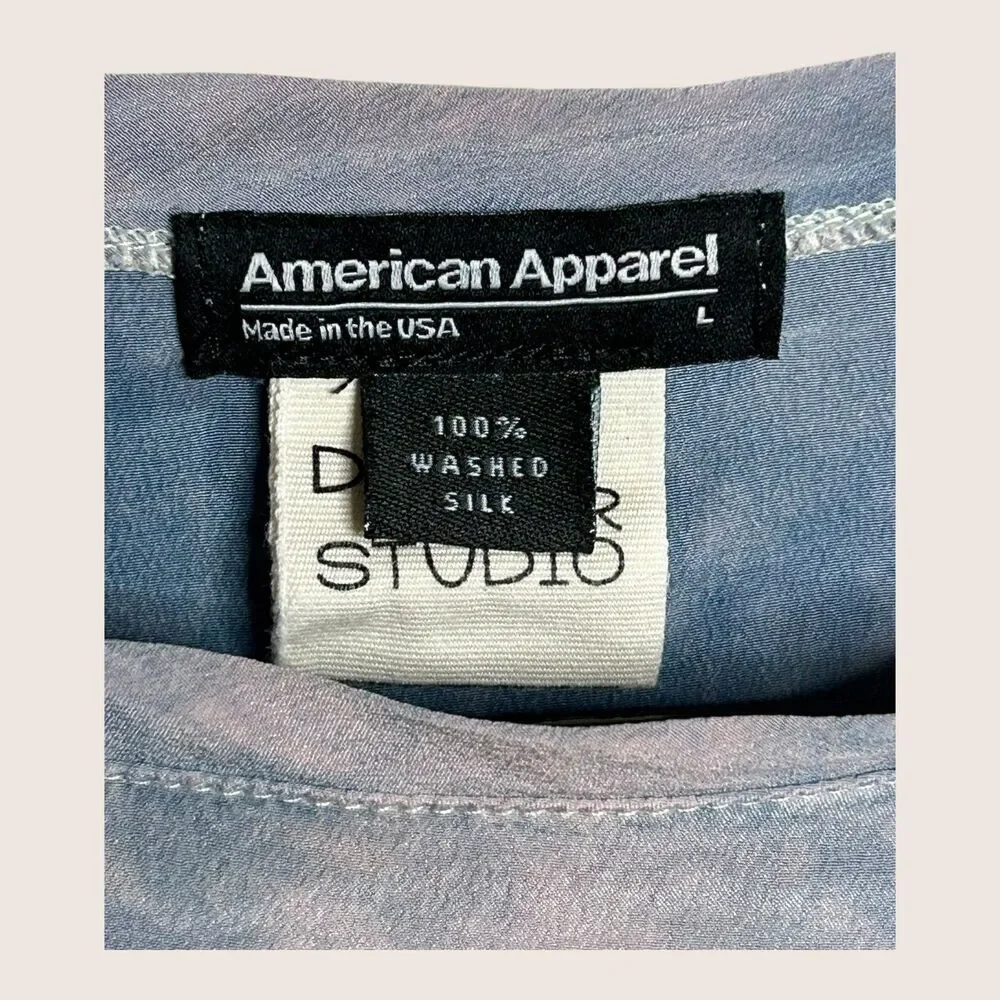 American Apparel
Made in the USA L
100%
WASHED
SILK
STUDIO